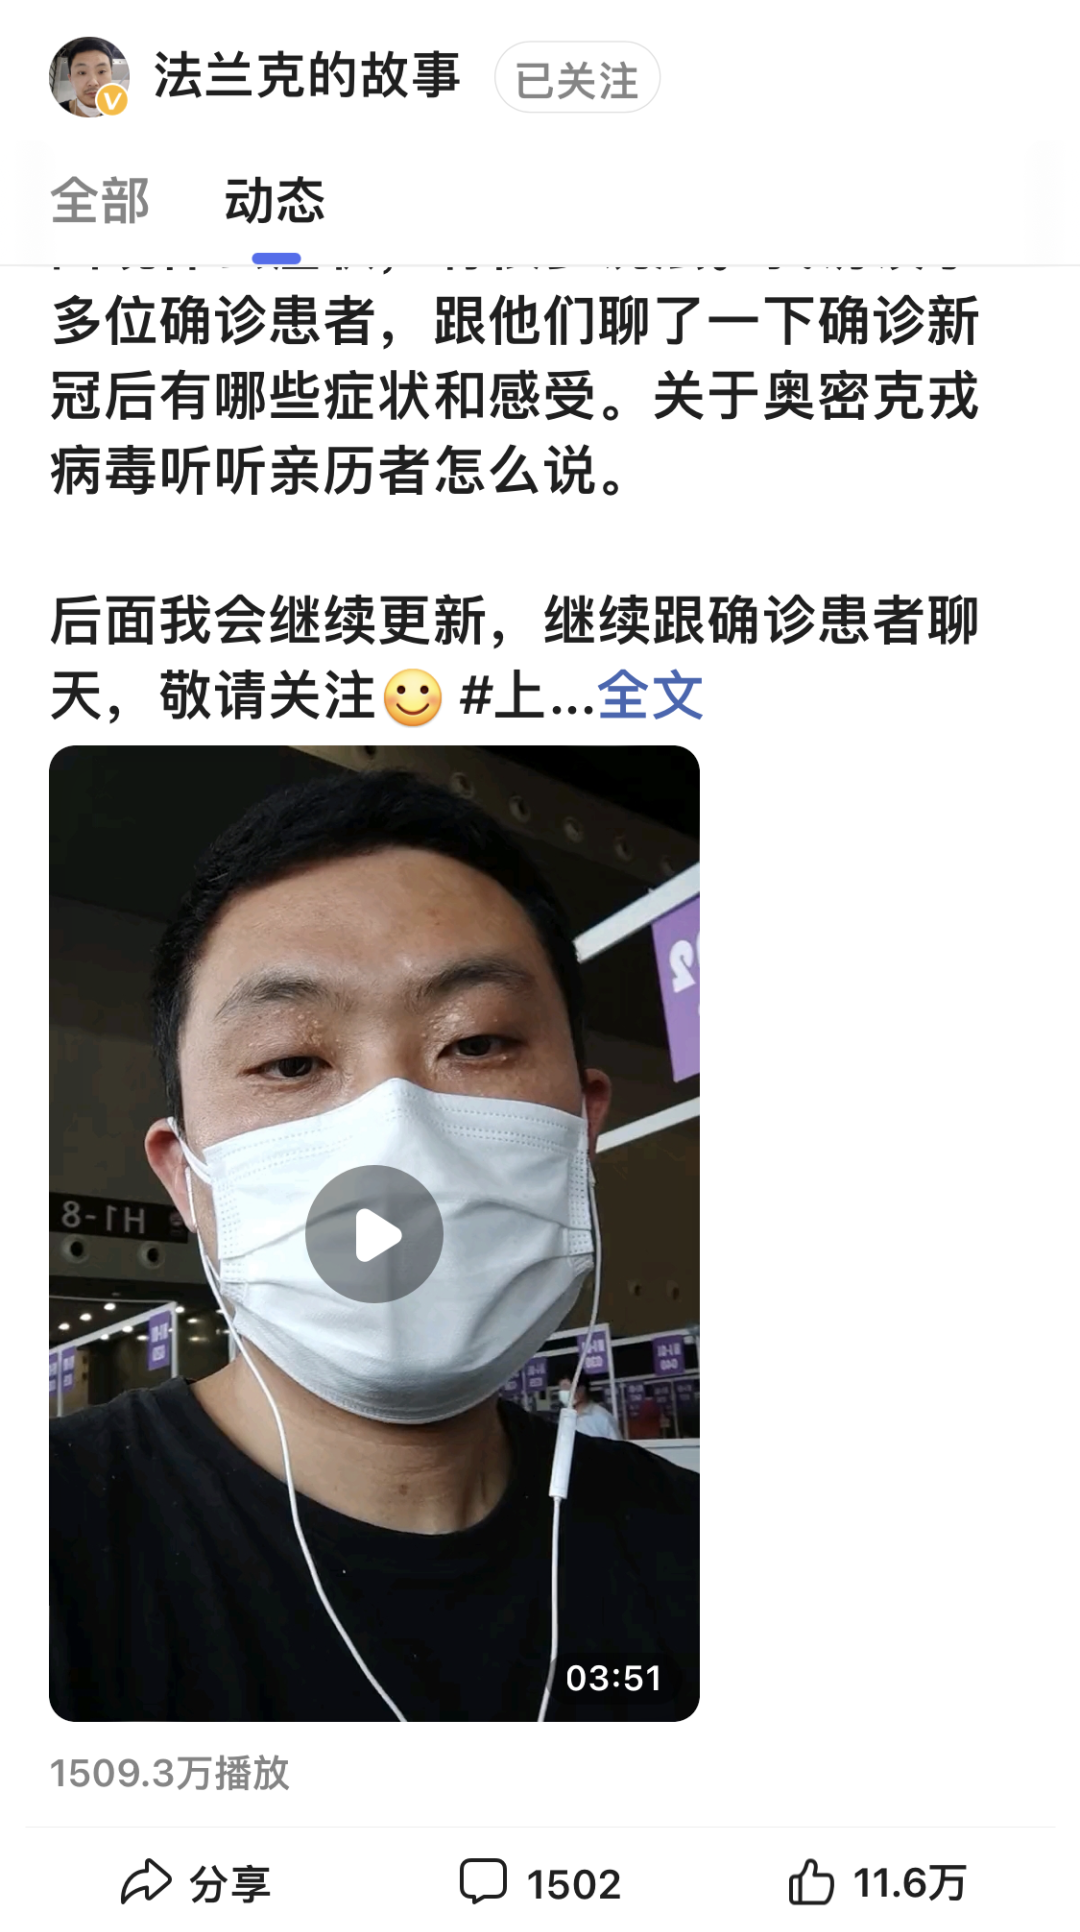 法兰克的故事 已关注
全部 动态
多位确诊患者，跟他们聊了一下确诊新
冠后有哪些症状和感受。关于奥密克戎
病毒听听亲历者怎么说。
后面我会继续更新，继续跟确诊患者聊
天，敬请关注🙂 #上...全文
H1-8
03:51
1509.3万播放
分享 1502 11.6万